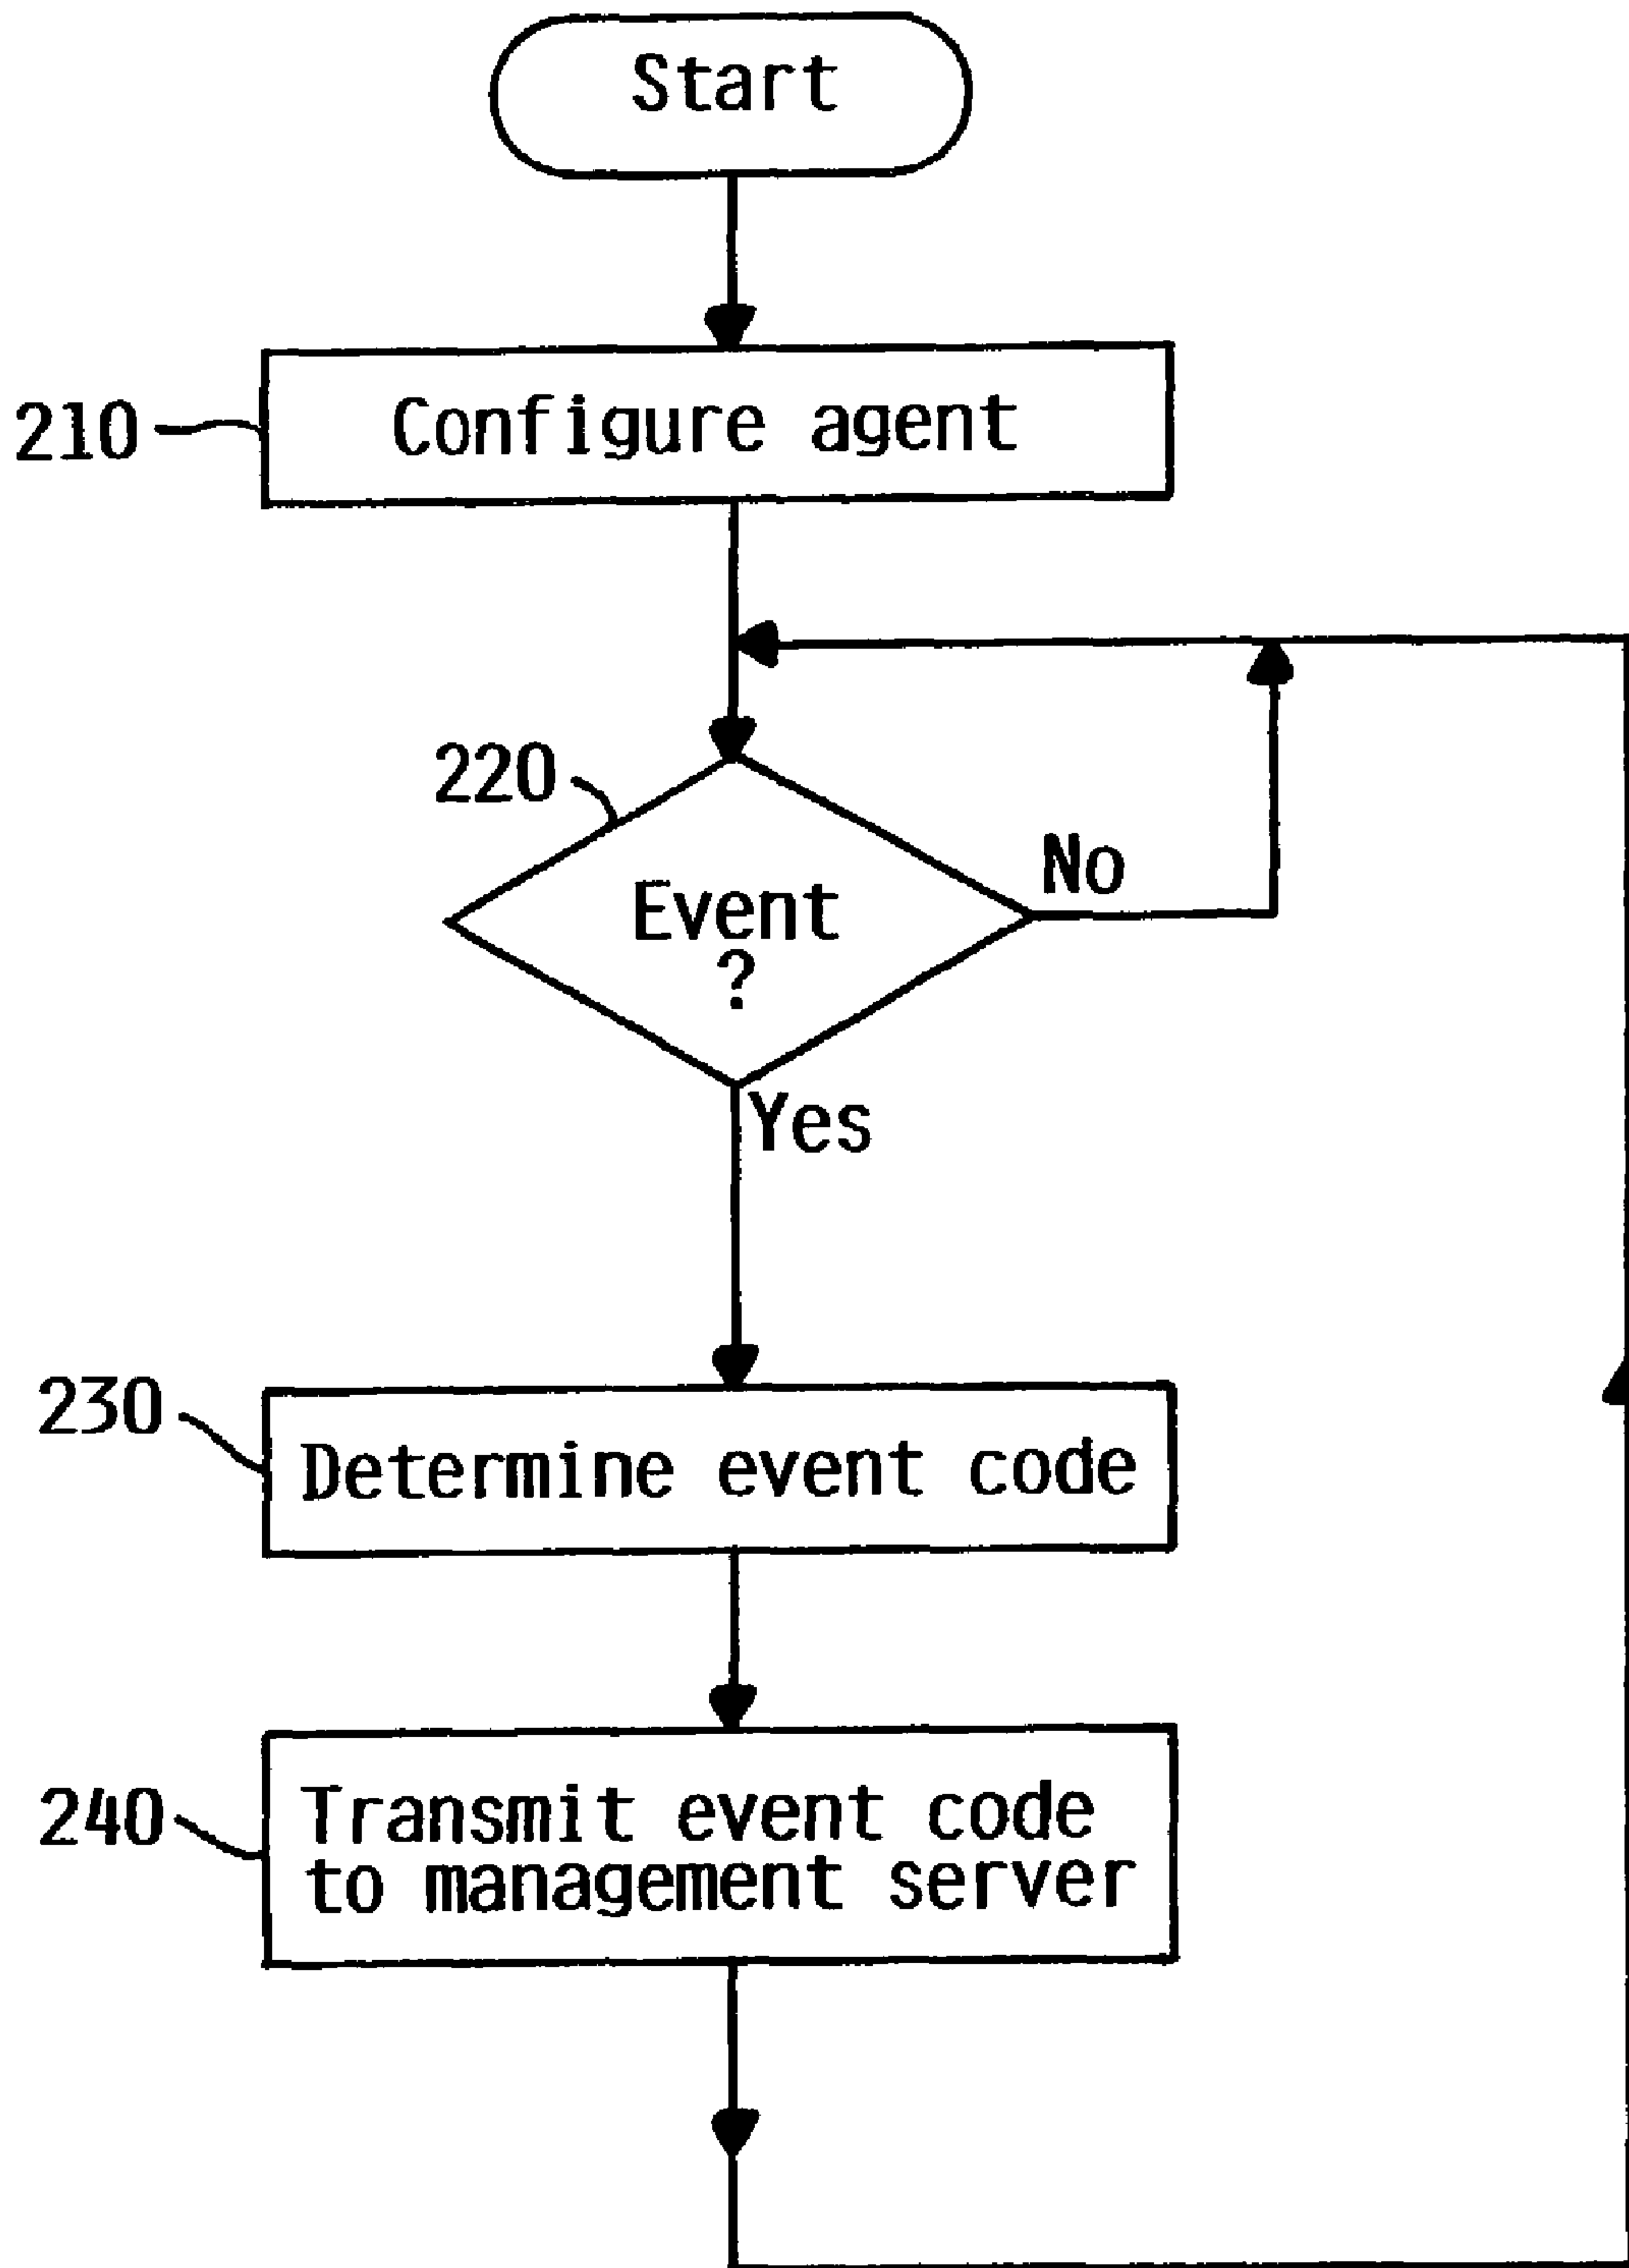 Start
210
Configure agent
220
No
Event
?
Yes
230
Determine event code
240
Transmit event code
to management server